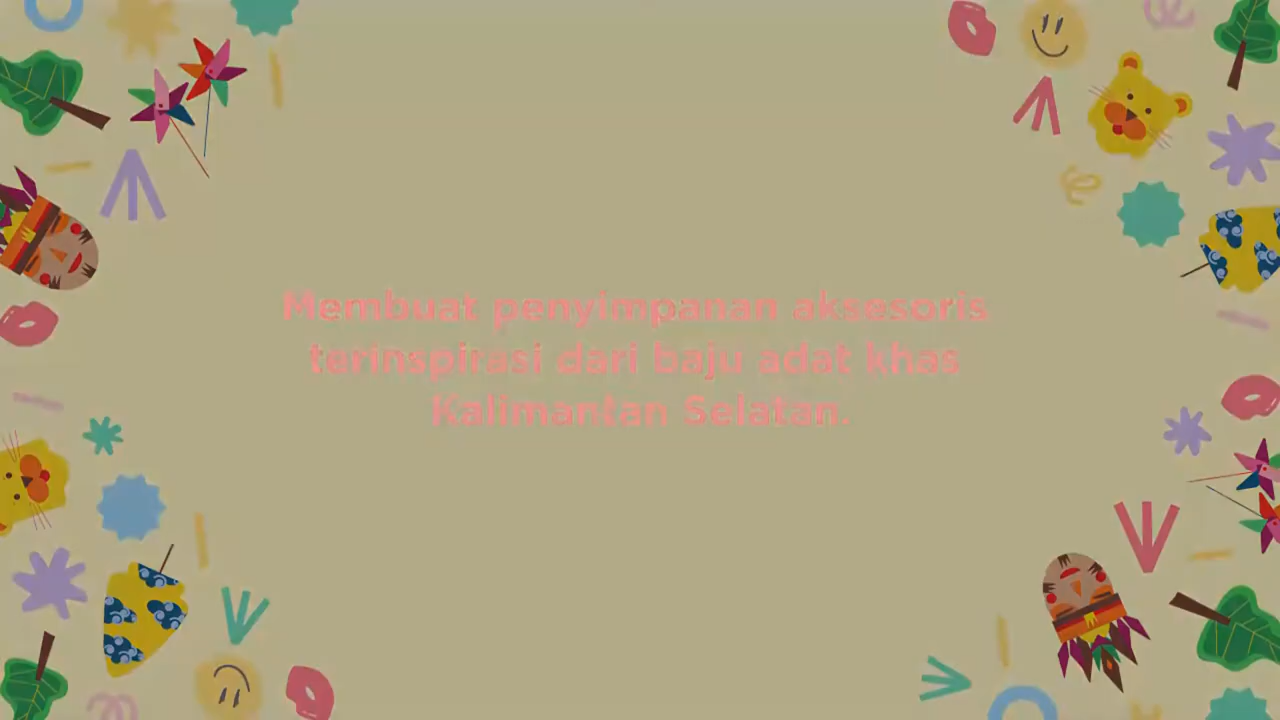 Membuat penyimpanan aksesoris
terinspirasi dari baju adat khas
Kalimantan Selatan.